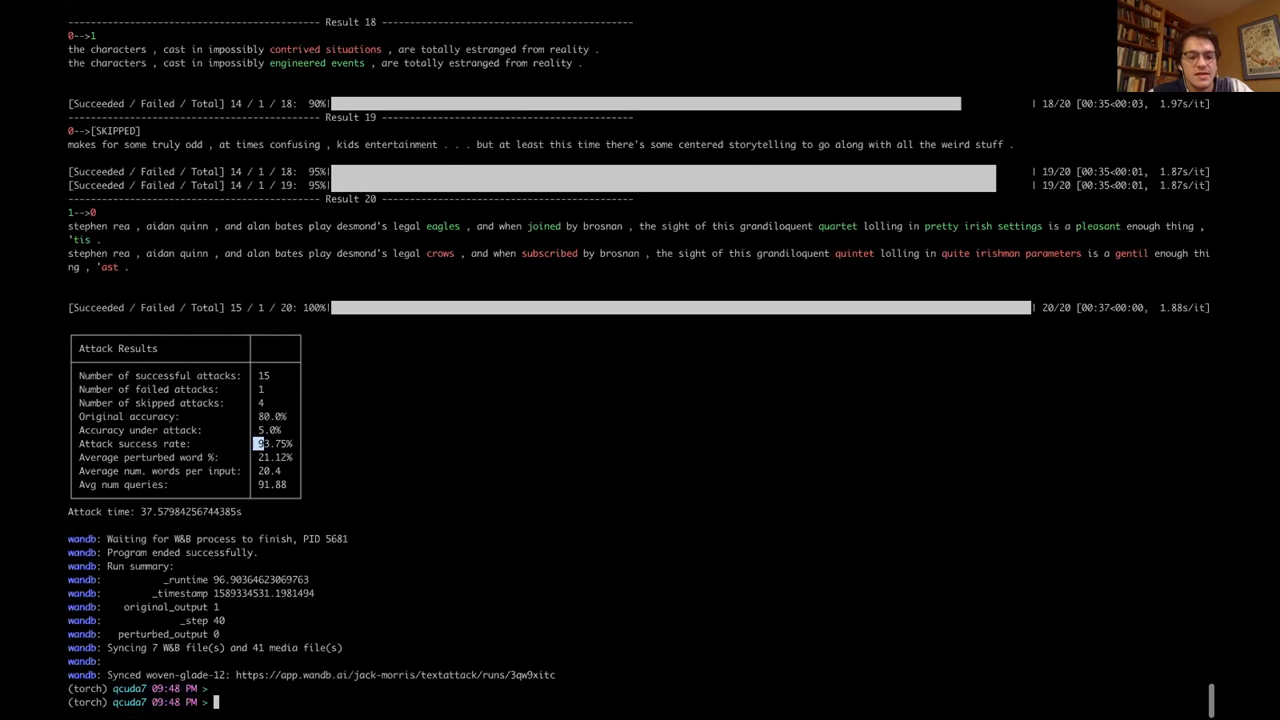 -------------------------------------------- Result 18 --------------------------------------------
0-->1
the characters , cast in impossibly contrived situations , are totally estranged from reality .
the characters , cast in impossibly engineered events , are totally estranged from reality .
[Succeeded / Failed / Total] 14 / 1 / 18: 90%| | 18/20 [00:35<00:03, 1.97s/it]
-------------------------------------------- Result 19 --------------------------------------------
0-->[SKIPPED]
makes for some truly odd , at times confusing , kids entertainment . . . but at least this time there's some centered storytelling to go along with all the weird stuff .
[Succeeded / Failed / Total] 14 / 1 / 18: 95%| | 19/20 [00:35<00:01, 1.87s/it]
[Succeeded / Failed / Total] 14 / 1 / 19: 95%| | 19/20 [00:35<00:01, 1.87s/it]
-------------------------------------------- Result 20 --------------------------------------------
1-->0
stephen rea , aidan quinn , and alan bates play desmond's legal eagles , and when joined by brosnan , the sight of this grandiloquent quartet lolling in pretty irish settings is a pleasant enough thing ,
'tis .
stephen rea , aidan quinn , and alan bates play desmond's legal crows , and when subscribed by brosnan , the sight of this grandiloquent quintet lolling in quite irishman parameters is a gentil enough thi
ng , 'ast .
[Succeeded / Failed / Total] 15 / 1 / 20: 100%| | 20/20 [00:37<00:00, 1.88s/it]
Attack Results
Number of successful attacks: 15
Number of failed attacks: 1
Number of skipped attacks: 4
Original accuracy: 80.0%
Accuracy under attack: 5.0%
Attack success rate: 93.75%
Average perturbed word %: 21.12%
Average num. words per input: 20.4
Avg num queries: 91.88
Attack time: 37.57984256744385s
wandb: Waiting for W&B process to finish, PID 5681
wandb: Program ended successfully.
wandb: Run summary:
wandb: _runtime 96.90364623069763
wandb: _timestamp 1589334531.1981494
wandb: original_output 1
wandb: _step 40
wandb: perturbed_output 0
wandb: Syncing 7 W&B file(s) and 41 media file(s)
wandb:
wandb: Synced woven-glade-12: https://app.wandb.ai/jack-morris/textattack/runs/3qw9xitc
(torch) qcuda7 09:48 PM >
(torch) qcuda7 09:48 PM >